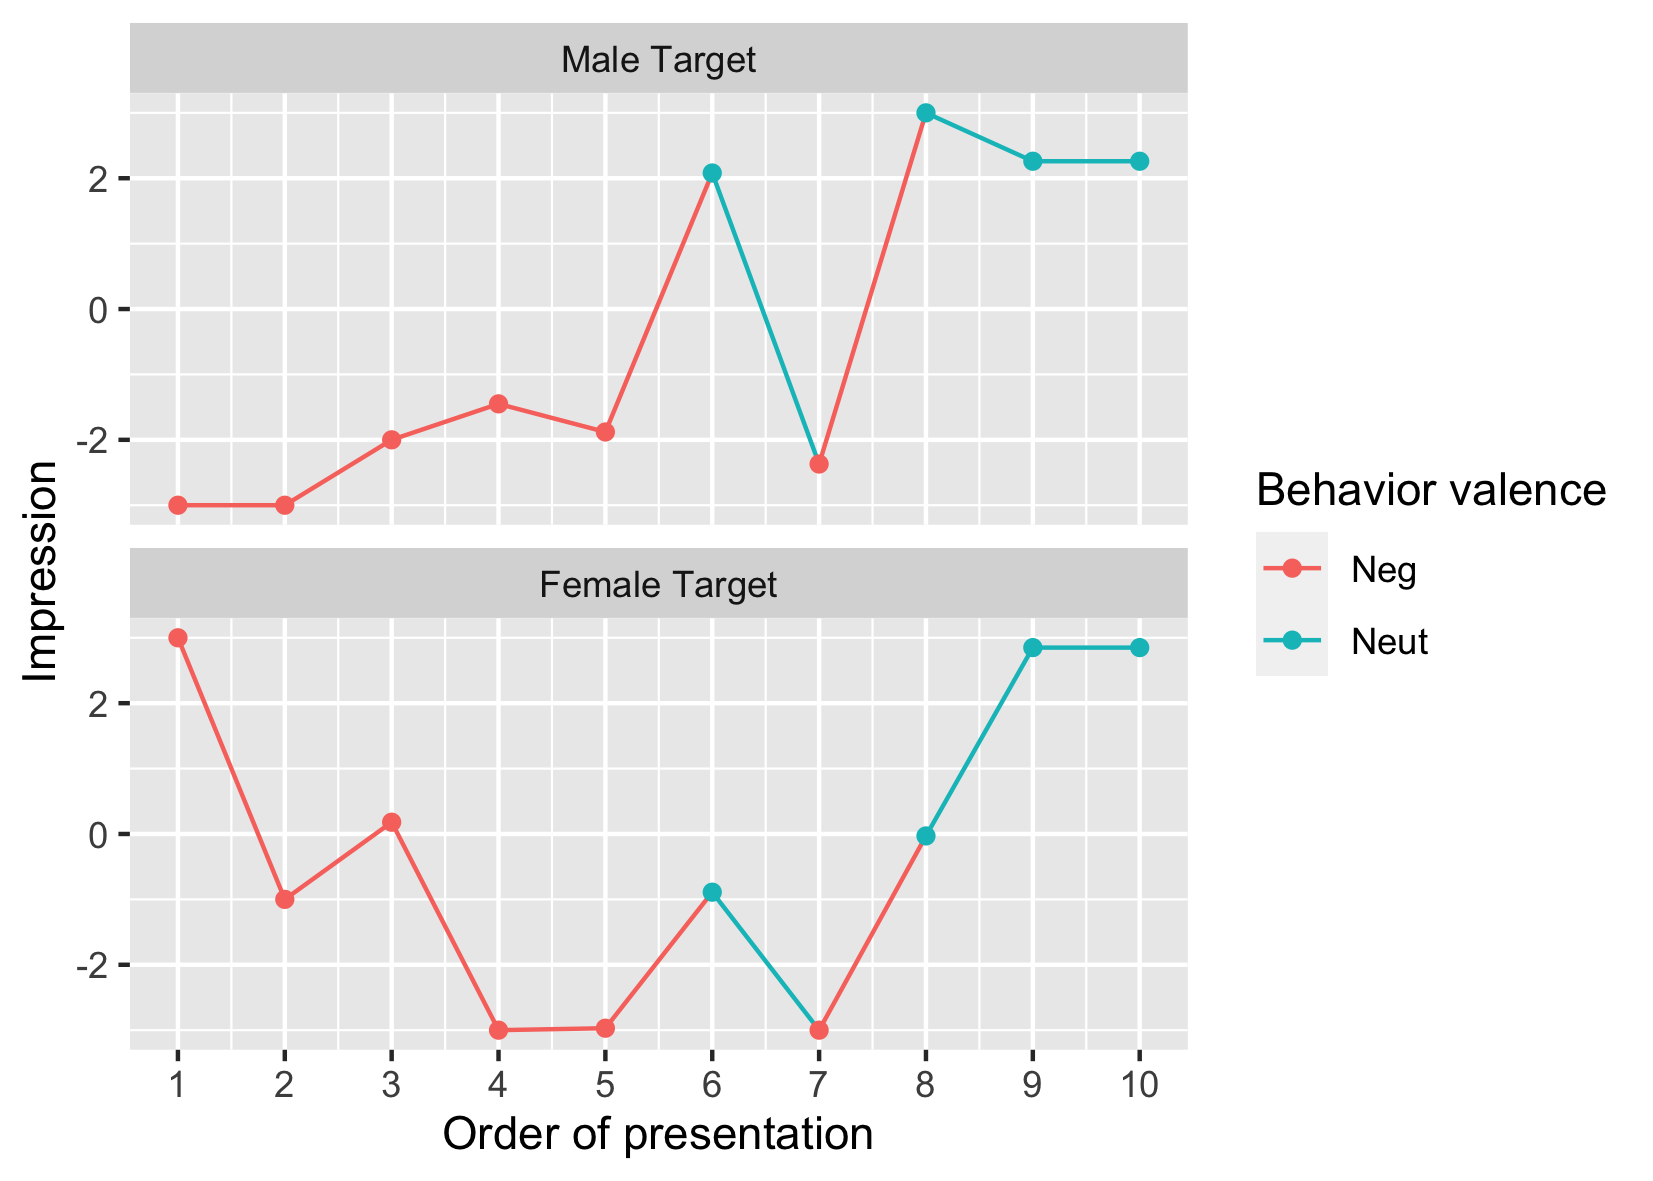 Male Target
2
0
-2
Impression
Female Target
2
0
-2
1 2 3 4 5 6 7 8 9 10
Order of presentation
Behavior valence
Neg
Neut